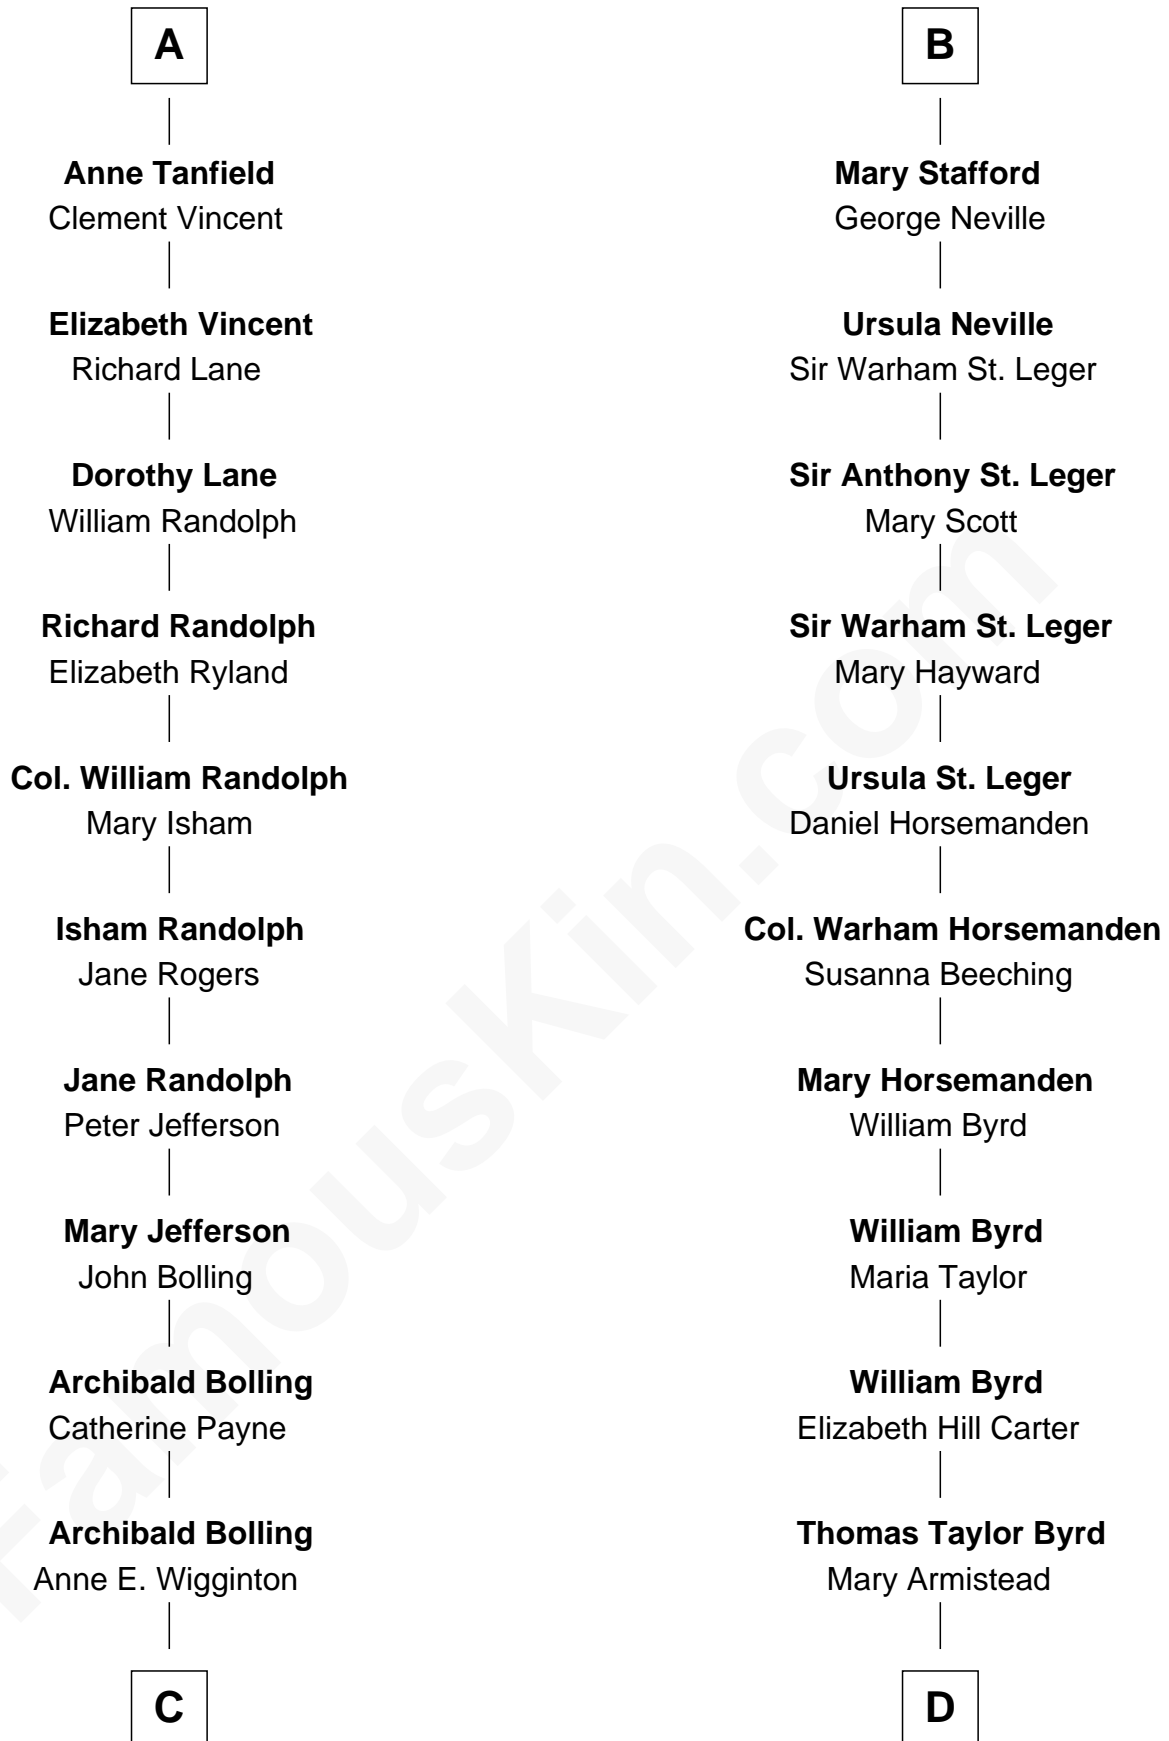 A
Anne Tanfield
Clement Vincent
Elizabeth Vincent
Richard Lane
Dorothy Lane
William Randolph
Richard Randolph
Elizabeth Ryland
Col. William Randolph
Mary Isham
Isham Randolph
Jane Rogers
Jane Randolph
Peter Jefferson
Mary Jefferson
John Bolling
Archibald Bolling
Catherine Payne
Archibald Bolling
Anne E. Wigginton
C
B
Mary Stafford
George Neville
Ursula Neville
Sir Warham St. Leger
Sir Anthony St. Leger
Mary Scott
Sir Warham St. Leger
Mary Hayward
Ursula St. Leger
Daniel Horsemanden
Col. Warham Horsemanden
Susanna Beeching
Mary Horsemanden
William Byrd
William Byrd
Maria Taylor
William Byrd
Elizabeth Hill Carter
Thomas Taylor Byrd
Mary Armistead
D
FamousKin.com